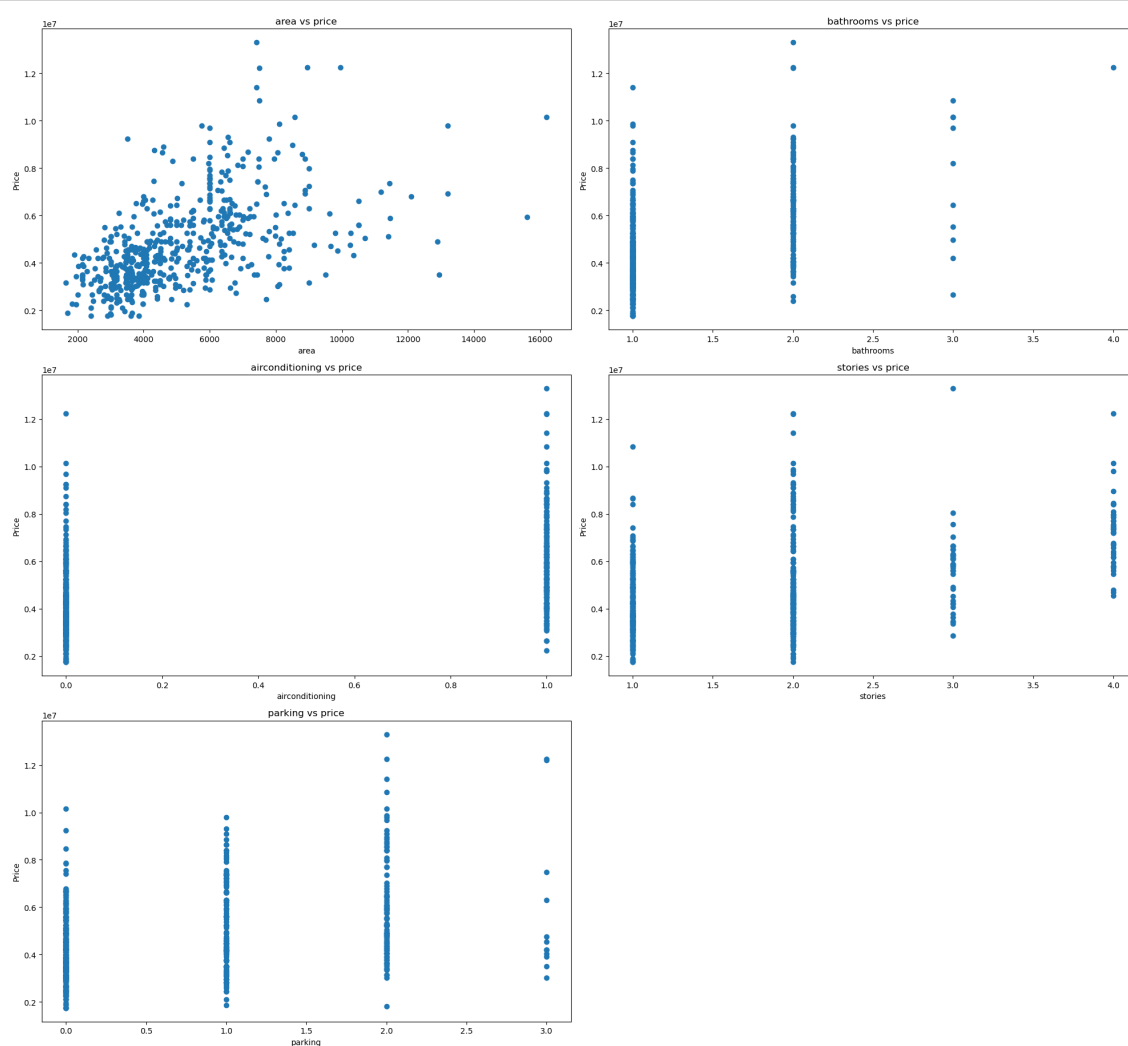 area vs price
1e7
1.2
1.0
0.8
0.6
0.4
0.2
Price
2000 4000 6000 8000 10000 12000 14000 16000
area
bathrooms vs price
1e7
1.2
1.0
0.8
0.6
0.4
0.2
Price
1.0 1.5 2.0 2.5 3.0 3.5 4.0
bathrooms
airconditioning vs price
1e7
1.2
1.0
0.8
0.6
0.4
0.2
Price
0.0 0.2 0.4 0.6 0.8 1.0
airconditioning
stories vs price
1e7
1.2
1.0
0.8
0.6
0.4
0.2
Price
1.0 1.5 2.0 2.5 3.0 3.5 4.0
stories
parking vs price
1e7
1.2
1.0
0.8
0.6
0.4
0.2
Price
0.0 0.5 1.0 1.5 2.0 2.5 3.0
parking